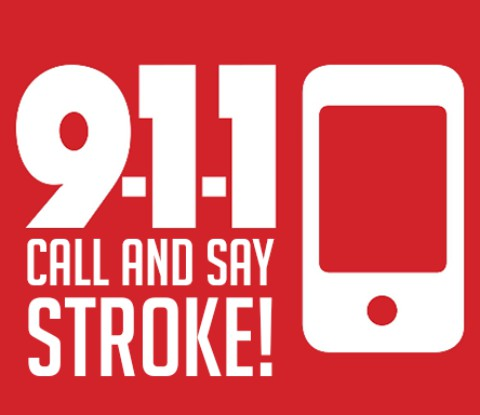 9-1-1
CALL AND SAY
STROKE!